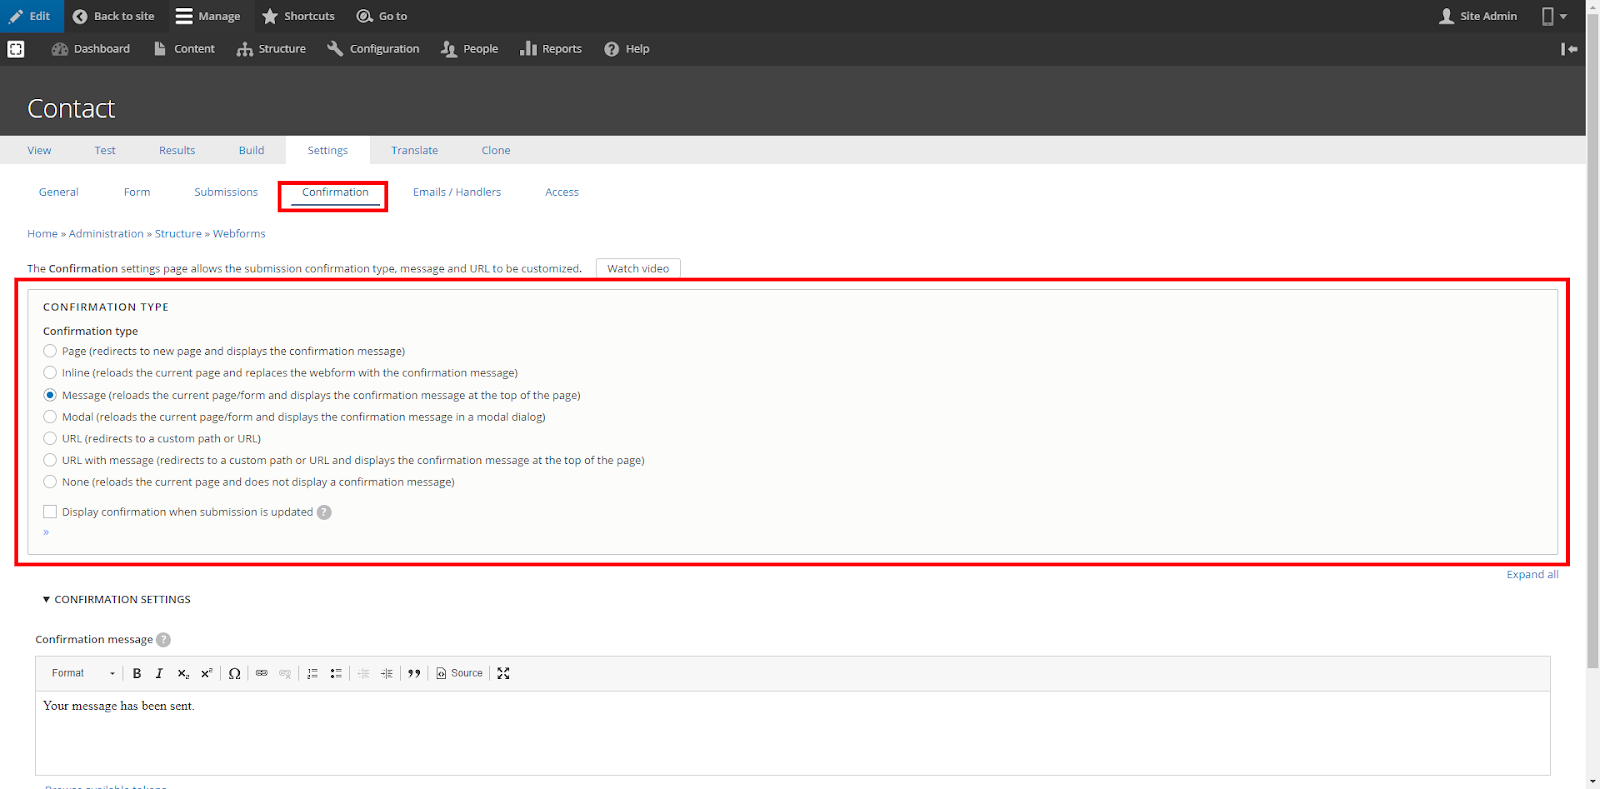 Edit Back to site Manage Shortcuts Go to Site Admin
Dashboard Content Structure Configuration People Reports Help
Contact
View Test Results Build Settings Translate Clone
General Form Submissions Confirmation Emails / Handlers Access
Home » Administration » Structure » Webforms
The Confirmation settings page allows the submission confirmation type, message and URL to be customized. Watch video
CONFIRMATION TYPE
Confirmation type
Page (redirects to new page and displays the confirmation message)
Inline (reloads the current page and replaces the webform with the confirmation message)
Message (reloads the current page/form and displays the confirmation message at the top of the page)
Modal (reloads the current page/form and displays the confirmation message in a modal dialog)
URL (redirects to a custom path or URL)
URL with message (redirects to a custom path or URL and displays the confirmation message at the top of the page)
None (reloads the current page and does not display a confirmation message)
Display confirmation when submission is updated ?
»
Expand all
▼ CONFIRMATION SETTINGS
Confirmation message ?
Format B I x₂ x² Ω Source
Your message has been sent.
Browse available tokens